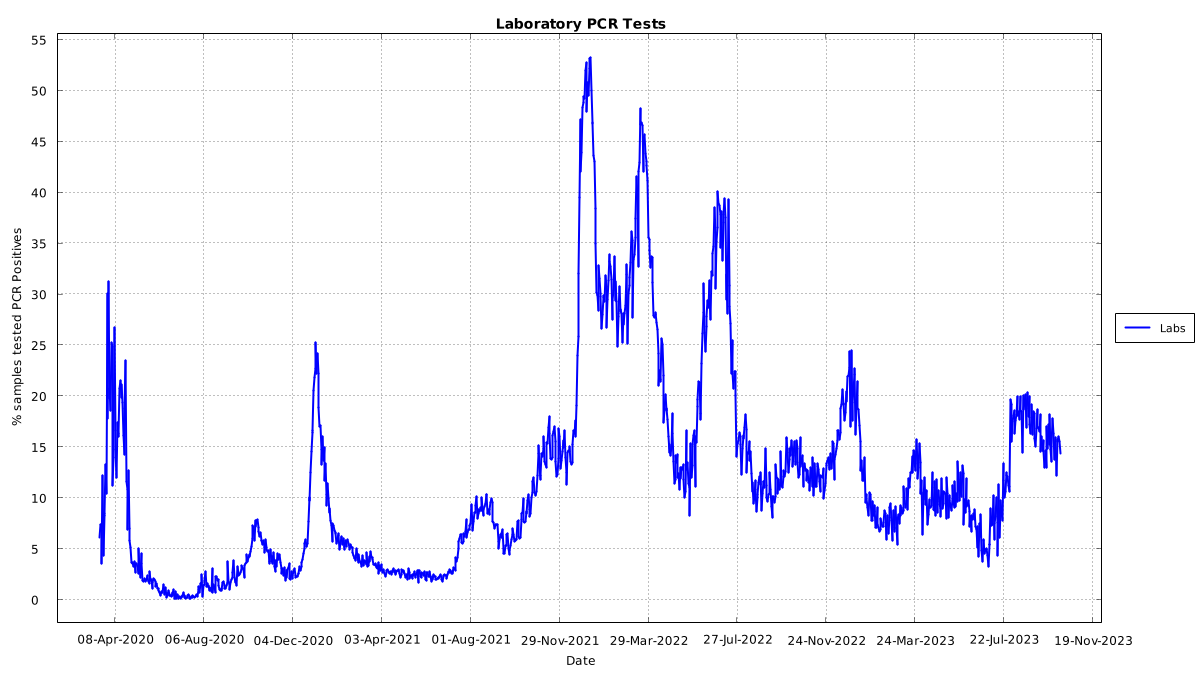 Laboratory PCR Tests
55
50
45
40
35
30
25
20
15
10
5
0
% samples tested PCR Positives
08-Apr-2020 06-Aug-2020 04-Dec-2020 03-Apr-2021 01-Aug-2021 29-Nov-2021 29-Mar-2022 27-Jul-2022 24-Nov-2022 24-Mar-2023 22-Jul-2023 19-Nov-2023
Date
Labs